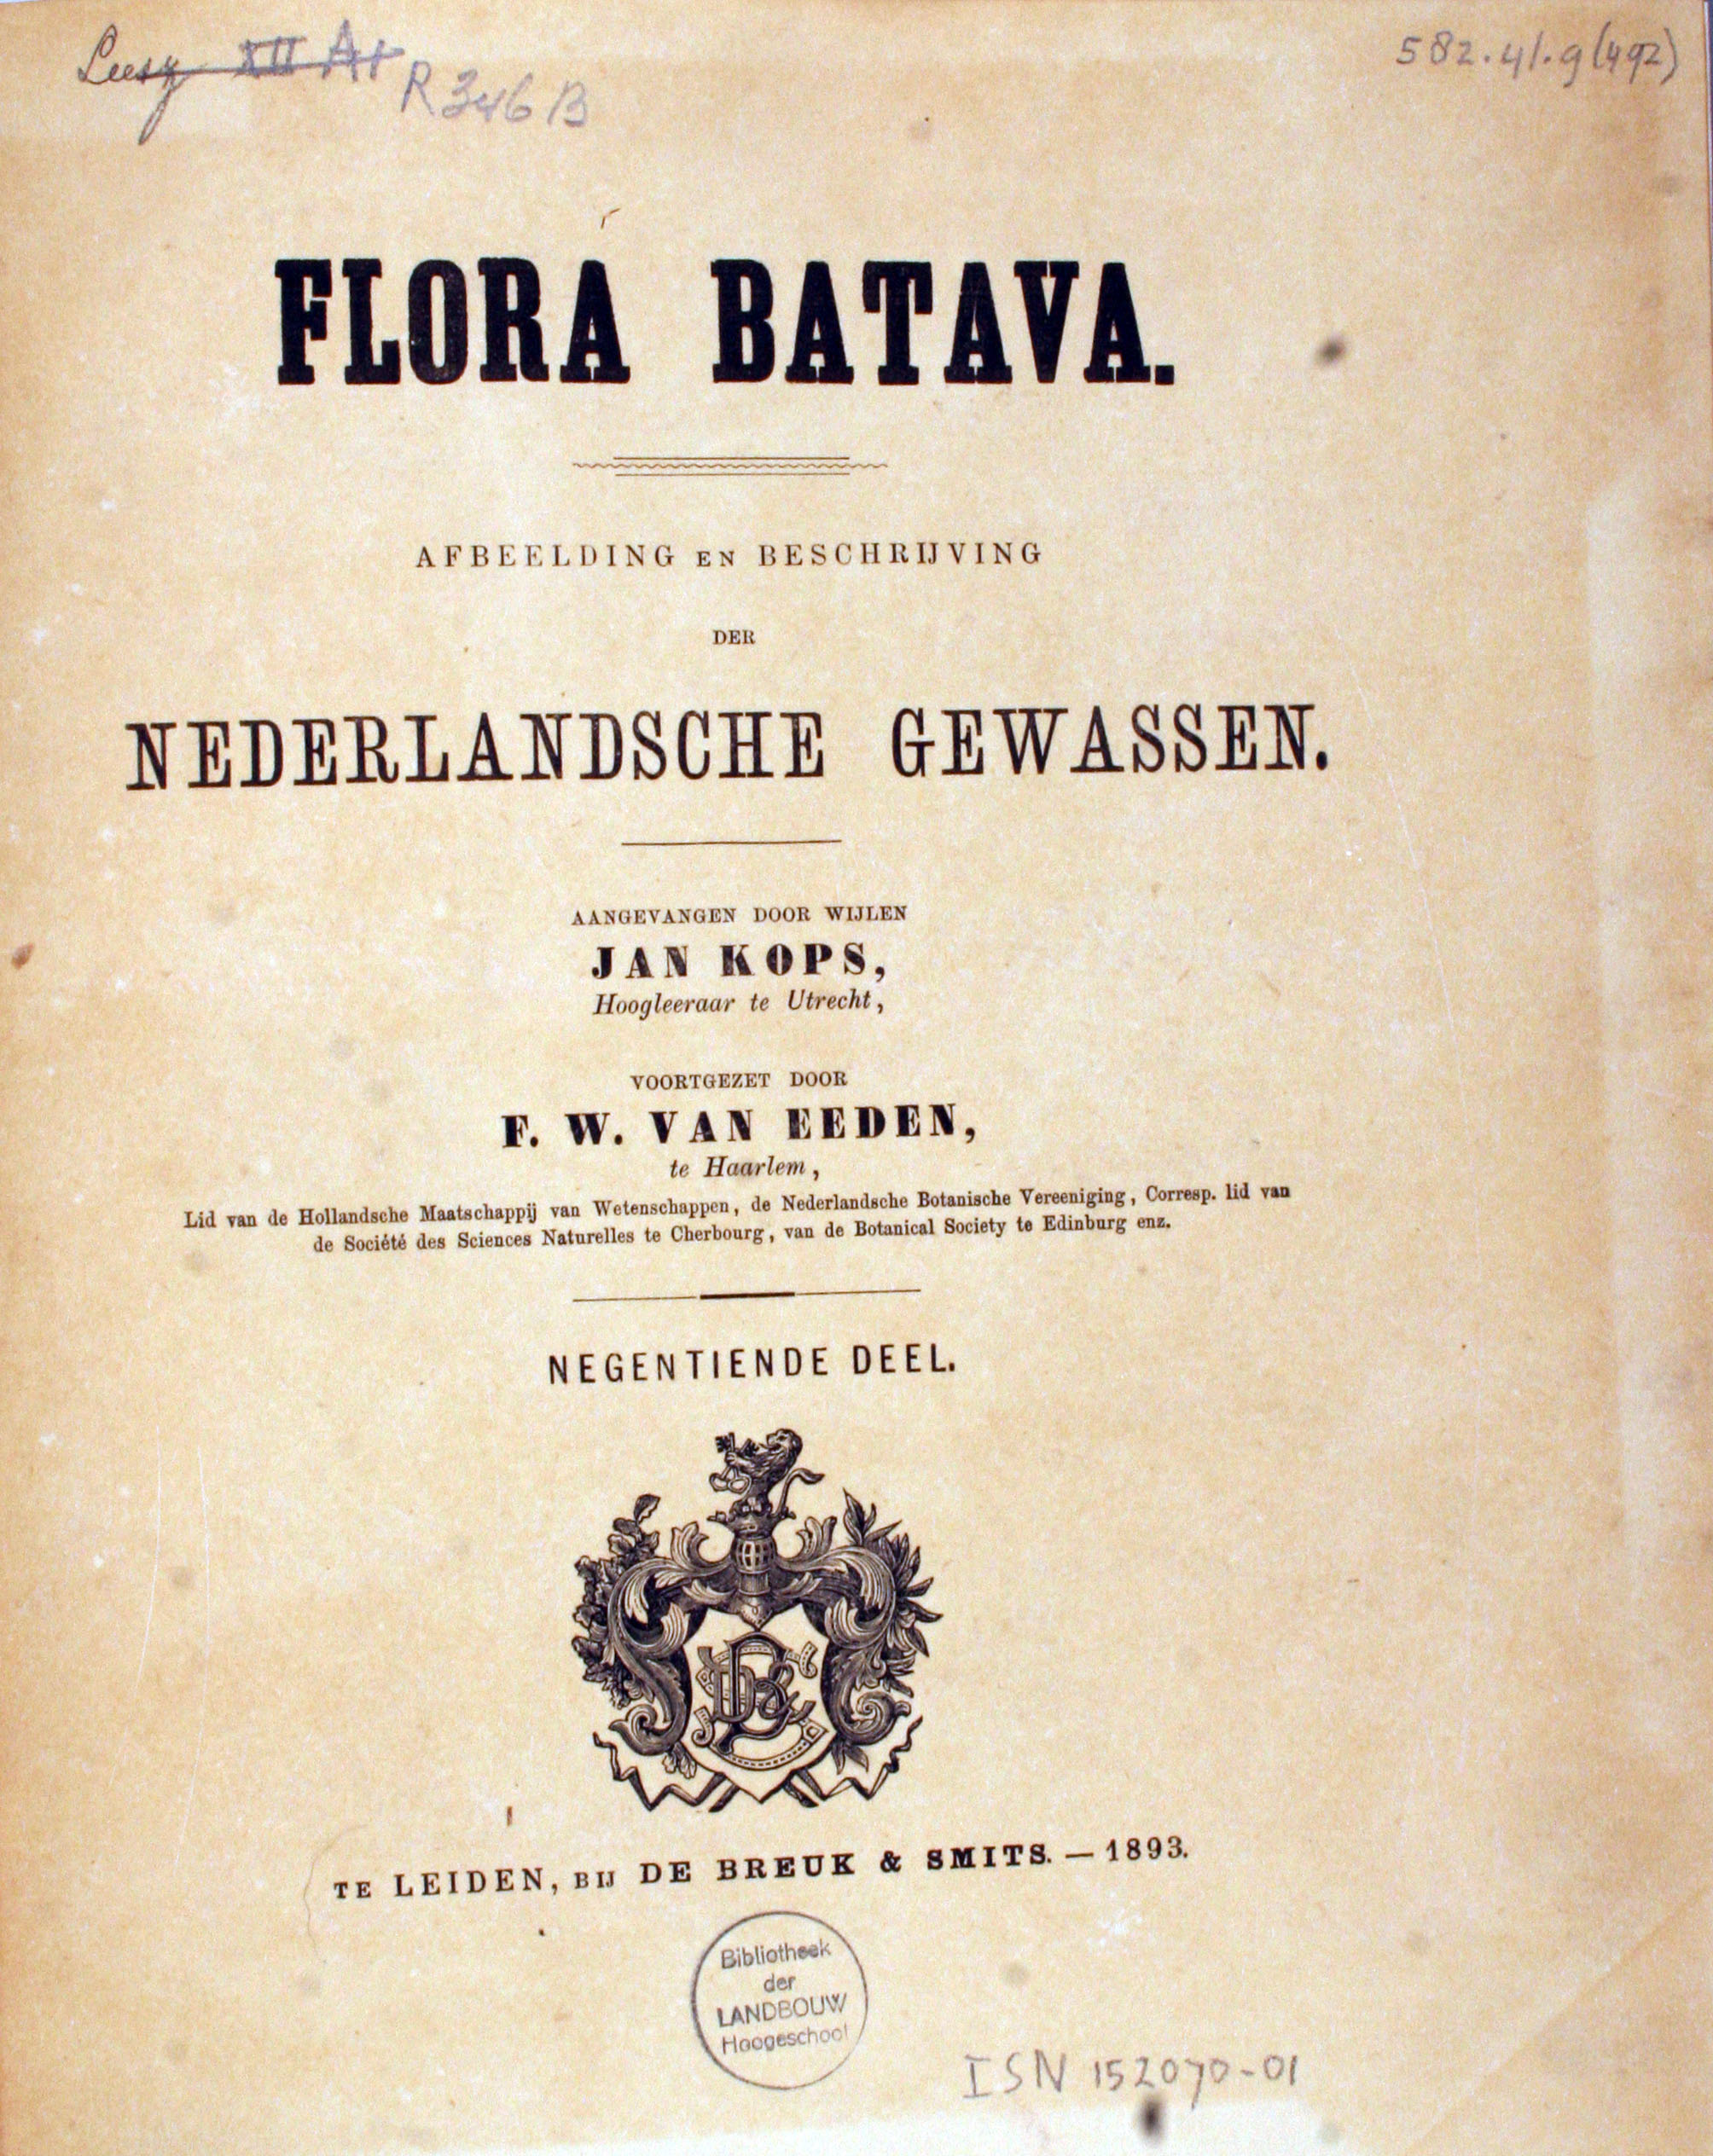 Leesz XII A+
R346B
582.41.9(492)
FLORA BATAVA.
AFBEELDING EN BESCHRIJVING
DER
NEDERLANDSCHE GEWASSEN.
AANGEVANGEN DOOR WIJLEN
JAN KOPS,
Hoogleeraar te Utrecht,
VOORTGEZET DOOR
F. W. VAN EEDEN,
te Haarlem,
Lid van de Hollandsche Maatschappij van Wetenschappen, de Nederlandsche Botanische Vereeniging, Corresp. lid van
de Société des Sciences Naturelles te Cherbourg, van de Botanical Society te Edinburg enz.
NEGENTIENDE DEEL.
TE LEIDEN, BIJ DE BREUK & SMITS. — 1893.
Bibliotheek
der
LANDBOUW
Hoogeschool
ISN 152070-01